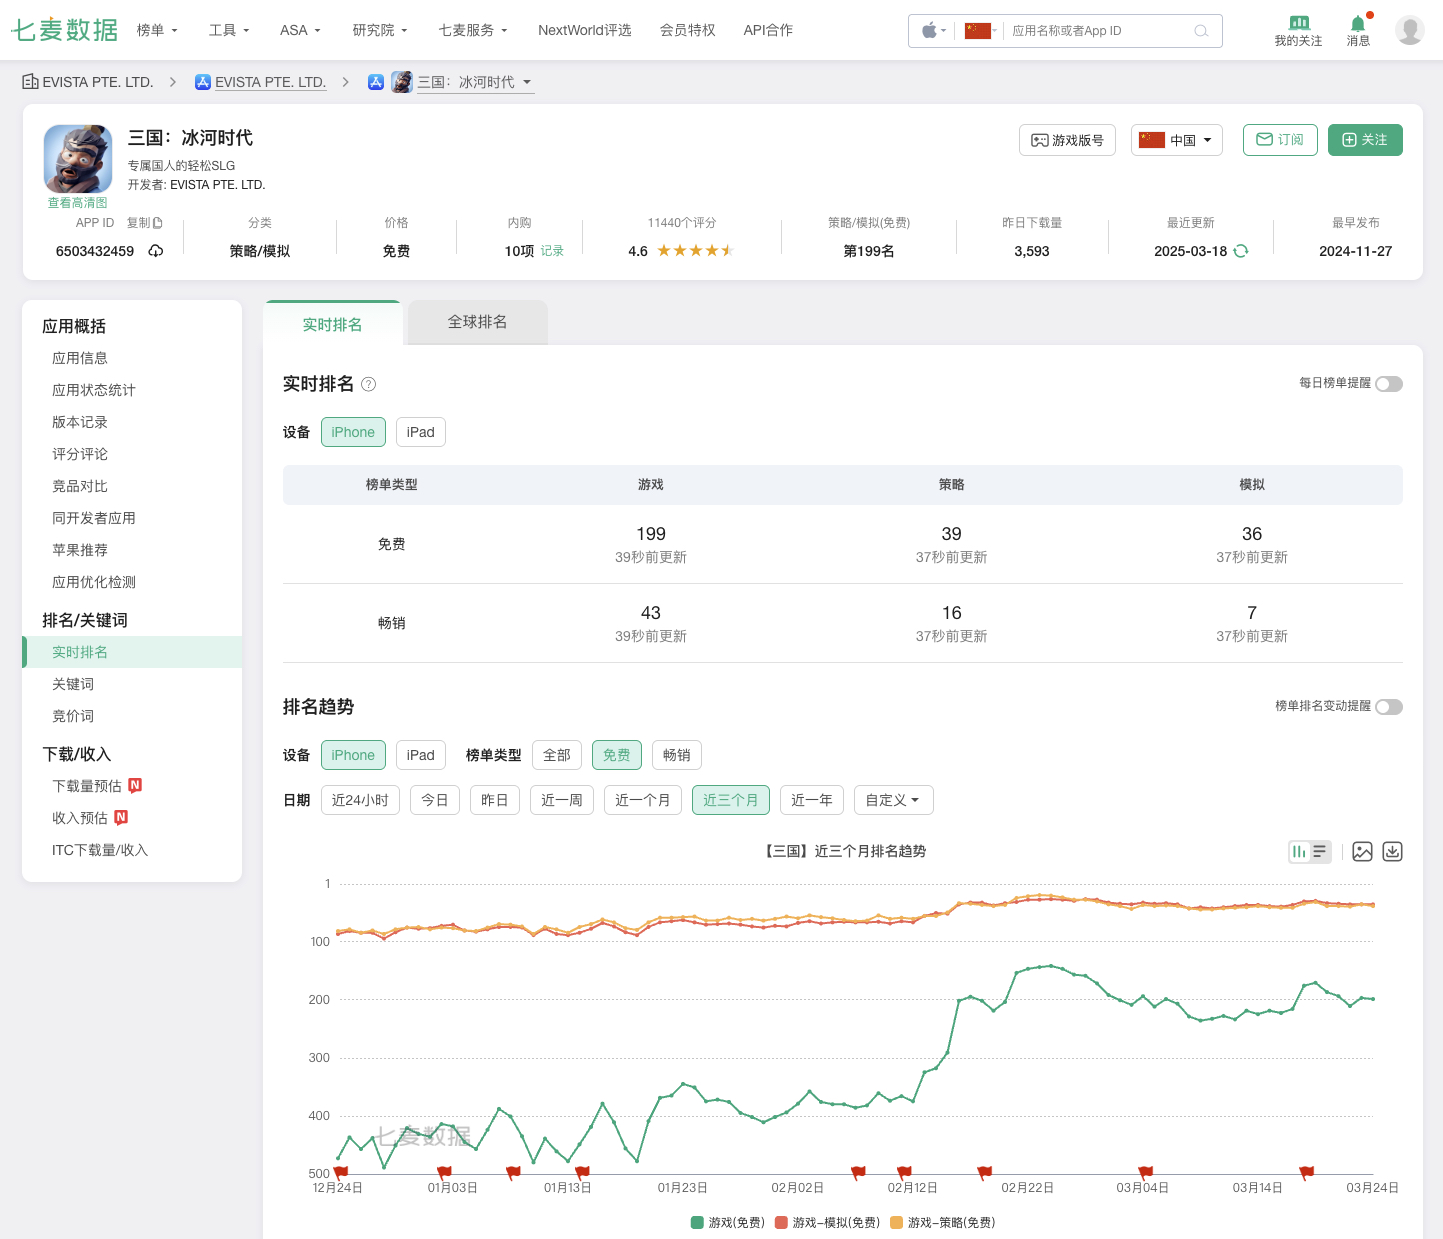 七麦数据 榜单 工具 ASA 研究院 七麦服务 NextWorld评选 会员特权 API合作 应用名称或者App ID 我的关注 消息
EVISTA PTE. LTD. > EVISTA PTE. LTD. > 三国：冰河时代
三国：冰河时代
专属国人的轻松SLG
开发者: EVISTA PTE. LTD.
查看高清图
游戏版号 中国 订阅 关注
APP ID 复制 分类 价格 内购 11440个评分 策略/模拟(免费) 昨日下载量 最近更新 最早发布
6503432459 策略/模拟 免费 10项 记录 4.6 第199名 3,593 2025-03-18 2024-11-27
应用概括
应用信息
应用状态统计
版本记录
评分评论
竞品对比
同开发者应用
苹果推荐
应用优化检测
排名/关键词
实时排名
关键词
竞价词
下载/收入
下载量预估 N
收入预估 N
ITC下载量/收入
实时排名 全球排名
实时排名 ? 每日榜单提醒
设备 iPhone iPad
榜单类型 游戏 策略 模拟
免费 199 39 36
39秒前更新 37秒前更新 37秒前更新
畅销 43 16 7
39秒前更新 37秒前更新 37秒前更新
排名趋势 榜单排名变动提醒
设备 iPhone iPad 榜单类型 全部 免费 畅销
日期 近24小时 今日 昨日 近一周 近一个月 近三个月 近一年 自定义
【三国】近三个月排名趋势
1
100
200
300
400
500
七麦数据
12月24日 01月03日 01月13日 01月23日 02月02日 02月12日 02月22日 03月04日 03月14日 03月24日
游戏(免费) 游戏-模拟(免费) 游戏-策略(免费)